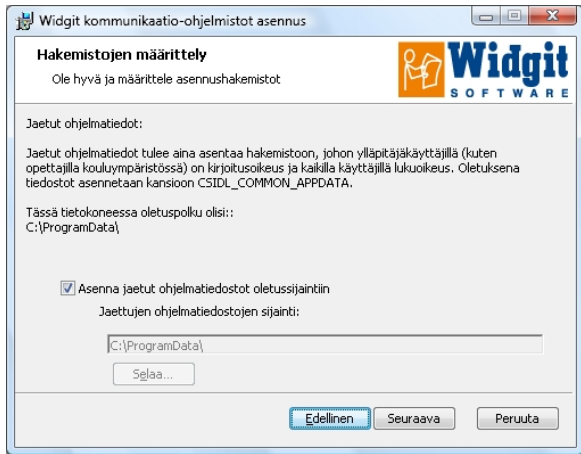 Widgit kommunikaatio-ohjelmistot asennus
Hakemistojen määrittely
Ole hyvä ja määrittele asennushakemistot
Widgit
SOFTWARE
Jaetut ohjelmatiedot:
Jaetut ohjelmatiedot tulee aina asentaa hakemistoon, johon ylläpitäjäkäyttäjillä (kuten
opettajilla kouluympäristössä) on kirjoitusoikeus ja kaikilla käyttäjillä lukuoikeus. Oletuksena
tiedostot asennetaan kansioon CSIDL_COMMON_APPDATA.
Tässä tietokoneessa oletuspolku olisi::
C:\ProgramData\
Asenna jaetut ohjelmatiedostot oletussijaintiin
Jaettujen ohjelmatiedostojen sijainti:
C:\ProgramData\
Selaa...
Edellinen
Seuraava
Peruuta